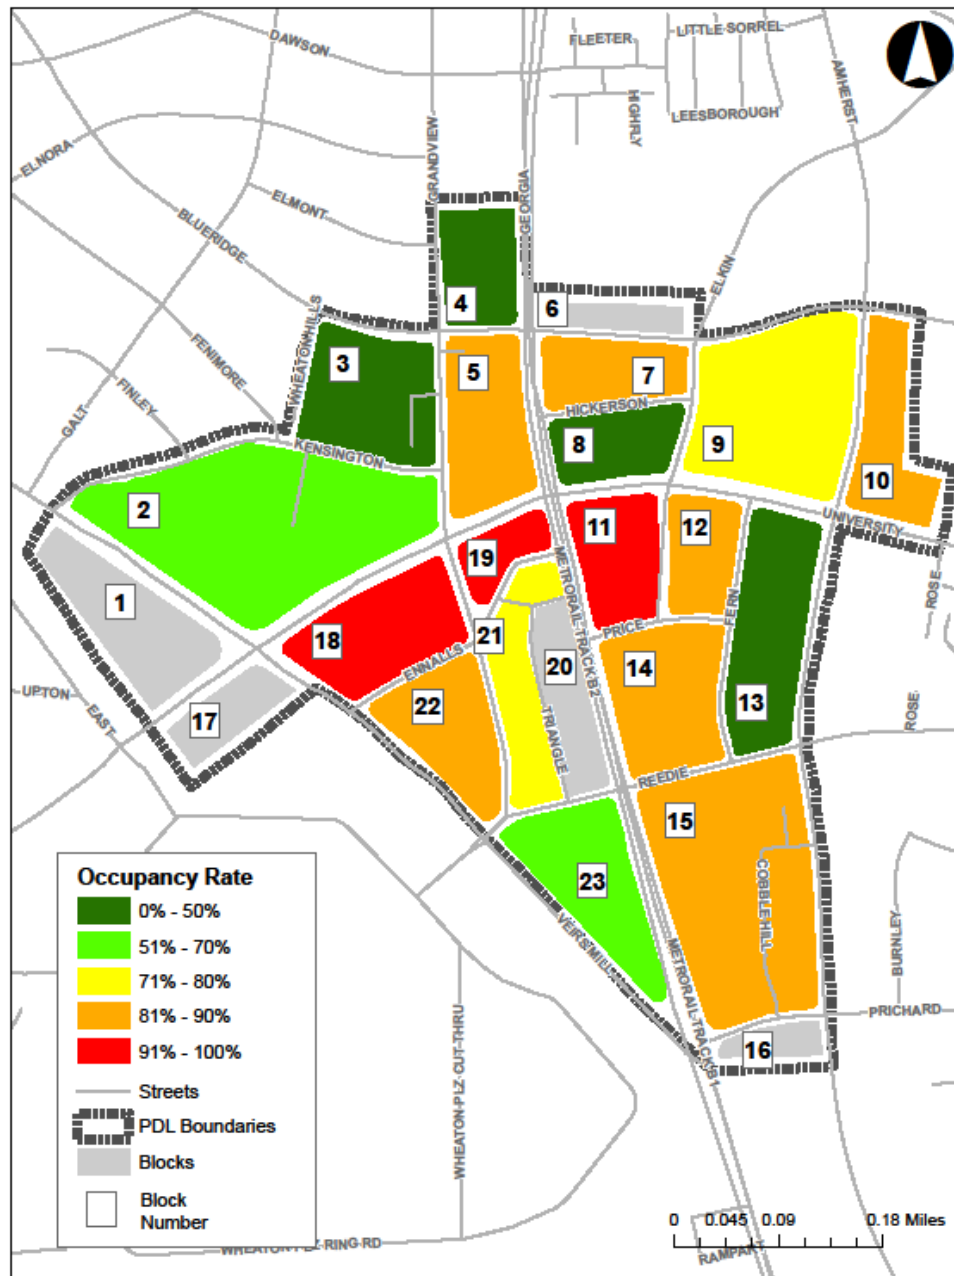 DAWSON
FLEETER
LITTLE SORREL
HIGHFLY
LEESBOROUGH
AMHERST
ELNORA
GRANDVIEW
ELMONT
GEORGIA
BLUERIDGE
ELKIN
4
6
WHEATON HILLS
FENIMORE
3
5
7
HICKERSON
FINLEY
GALT
KENSINGTON
8
9
10
2
UNIVERSITY
11
12
19
METRORAIL TRACK B2
1
FERN
ROSE
18
21
PRICE
ENNALLS
20
14
UPTON
EAST
17
22
13
ROSE
TRIANGLE
REEDIE
15
23
COBBLE HILL
BURNLEY
VEIRS MILL
METRORAIL TRACK B1
PRICHARD
16
WHEATON PLZ CUT THRU
Occupancy Rate
0% - 50%
51% - 70%
71% - 80%
81% - 90%
91% - 100%
Streets
PDL Boundaries
Blocks
Block
Number
0 0.045 0.09 0.18 Miles
RAMPART
RING RD